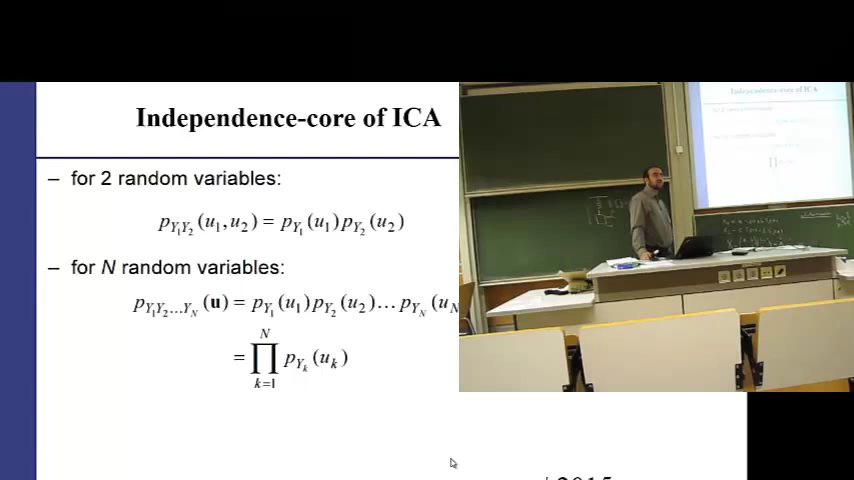 Independence-core of ICA
– for 2 random variables:
p_{Y_1Y_2}(u_1, u_2) = p_{Y_1}(u_1) p_{Y_2}(u_2)
– for N random variables:
p_{Y_1Y_2…Y_N}(u) = p_{Y_1}(u_1) p_{Y_2}(u_2)… p_{Y_N}(u_N
= \prod_{k=1}^{N} p_{Y_k}(u_k)
2015
Independence-core of ICA